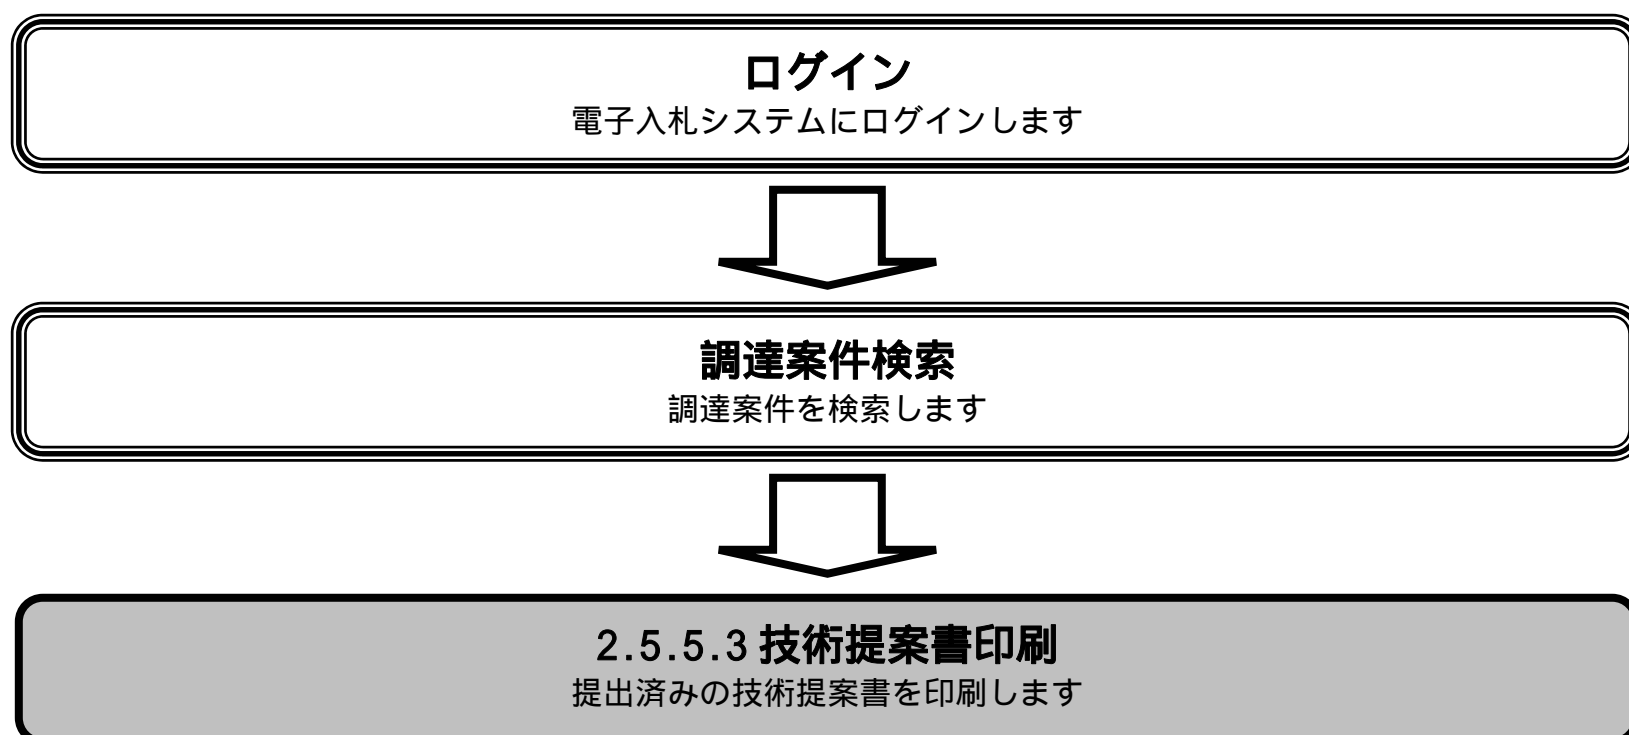 ログイン
電子入札システムにログインします
調達案件検索
調達案件を検索します
2.5.5.3 技術提案書印刷
提出済みの技術提案書を印刷します